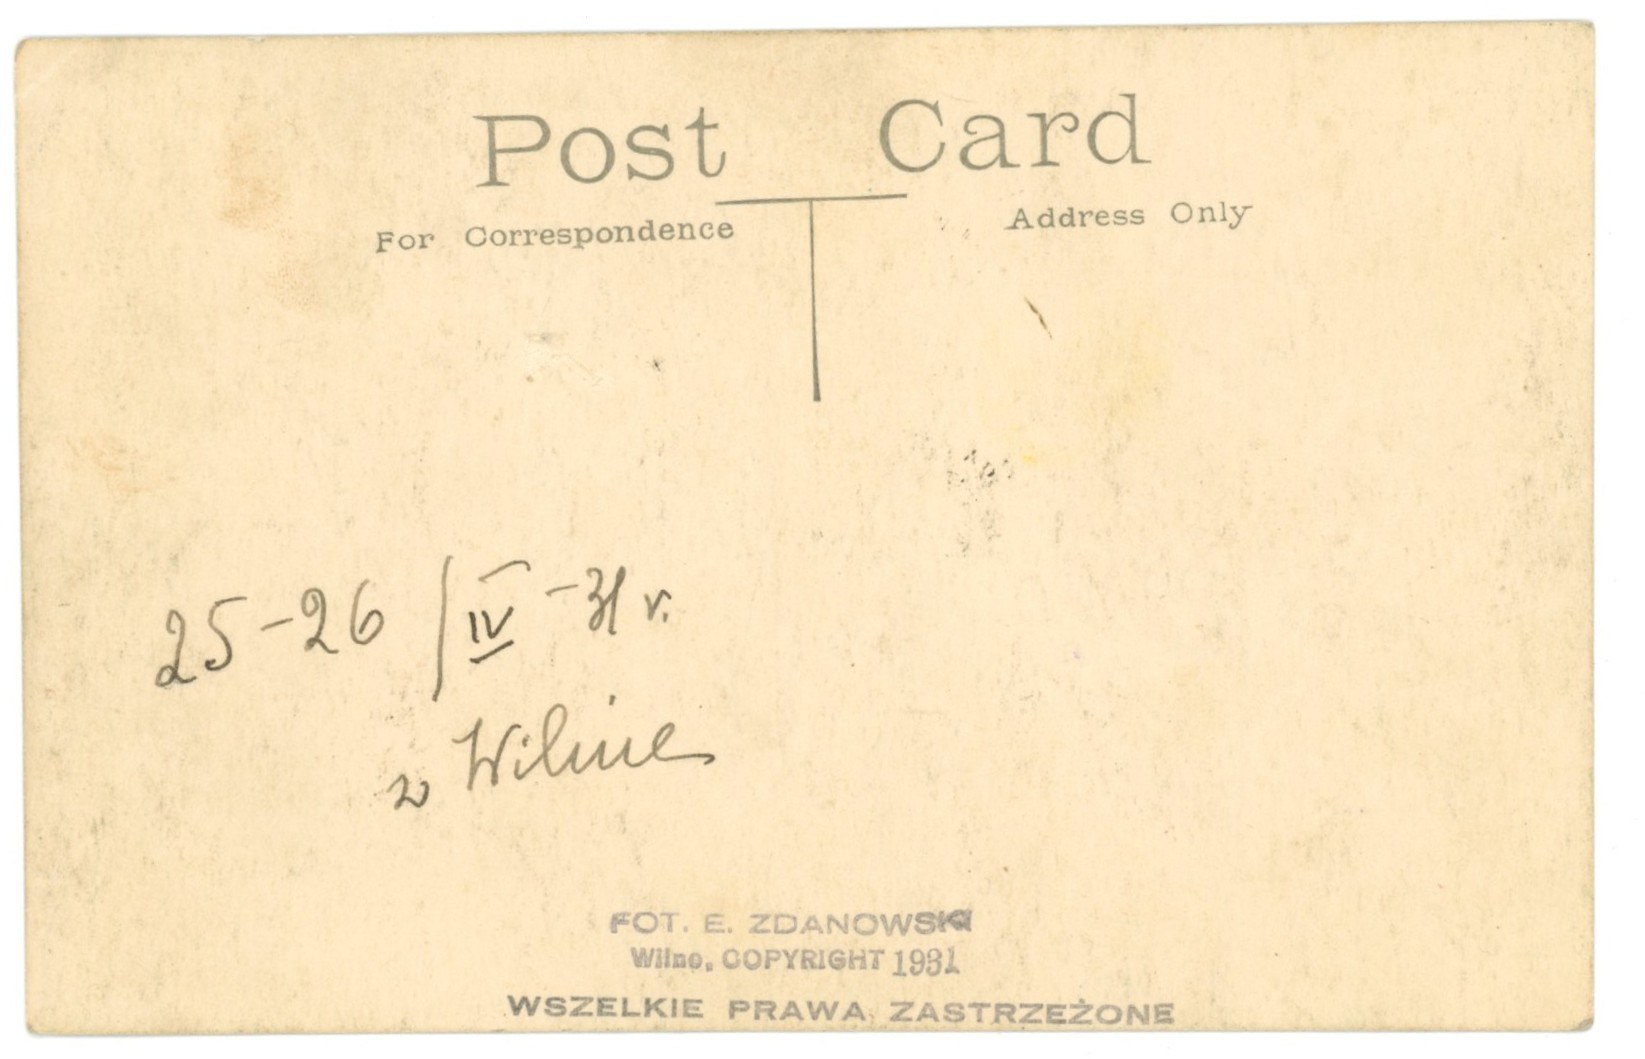 Post Card
For Correspondence
Address Only
25-26/IV-31 r.
w Wilnie
FOT. E. ZDANOWSKI
Wilno, COPYRIGHT 1931
WSZELKIE PRAWA ZASTRZEŻONE